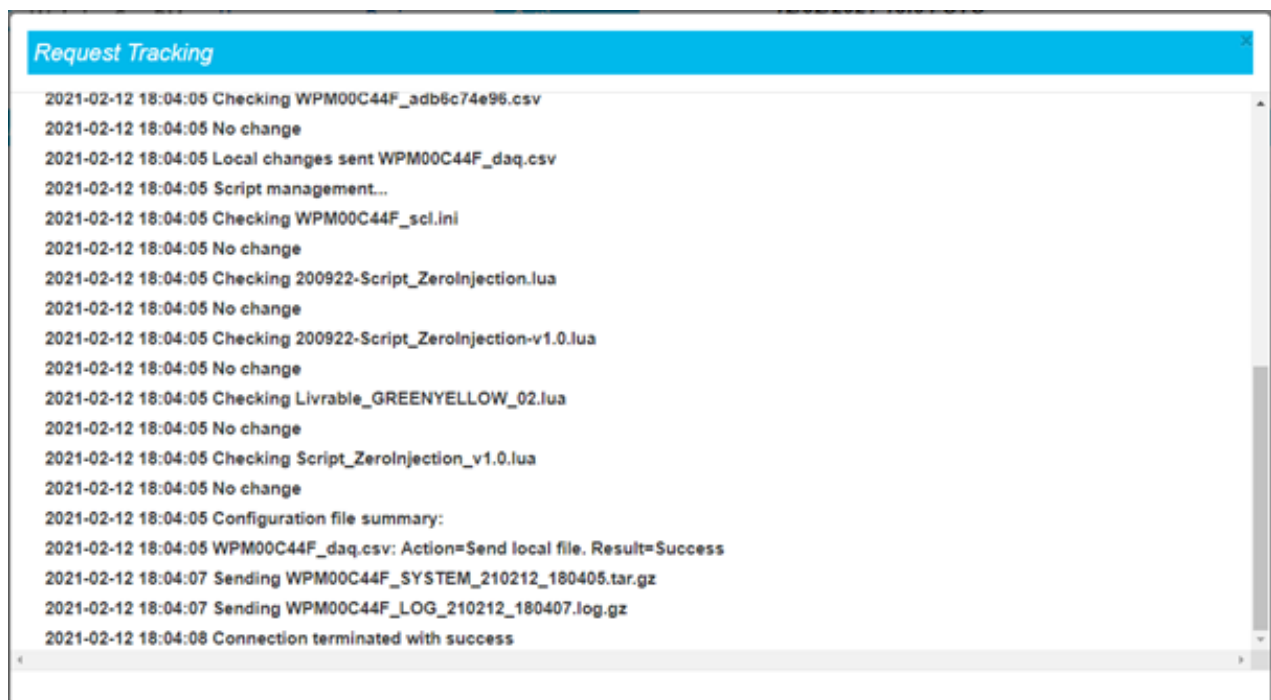 Request Tracking
×
2021-02-12 18:04:05 Checking WPM00C44F_adb6c74e96.csv
2021-02-12 18:04:05 No change
2021-02-12 18:04:05 Local changes sent WPM00C44F_daq.csv
2021-02-12 18:04:05 Script management...
2021-02-12 18:04:05 Checking WPM00C44F_scl.ini
2021-02-12 18:04:05 No change
2021-02-12 18:04:05 Checking 200922-Script_ZeroInjection.lua
2021-02-12 18:04:05 No change
2021-02-12 18:04:05 Checking 200922-Script_ZeroInjection-v1.0.lua
2021-02-12 18:04:05 No change
2021-02-12 18:04:05 Checking Livrable_GREENYELLOW_02.lua
2021-02-12 18:04:05 No change
2021-02-12 18:04:05 Checking Script_ZeroInjection_v1.0.lua
2021-02-12 18:04:05 No change
2021-02-12 18:04:05 Configuration file summary:
2021-02-12 18:04:05 WPM00C44F_daq.csv: Action=Send local file. Result=Success
2021-02-12 18:04:07 Sending WPM00C44F_SYSTEM_210212_180405.tar.gz
2021-02-12 18:04:07 Sending WPM00C44F_LOG_210212_180407.log.gz
2021-02-12 18:04:08 Connection terminated with success